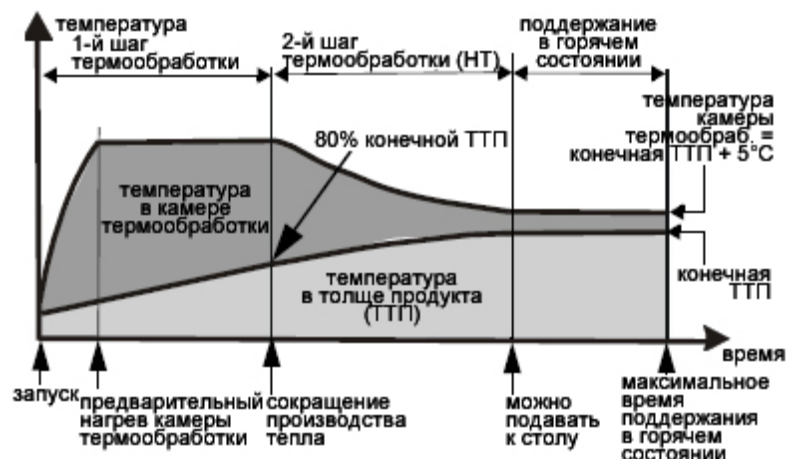 температура
1-й шаг
термообработки
2-й шаг
термообработки (НТ)
поддержание
в горячем
состоянии
температура
камеры
термообраб. =
конечная ТТП + 5°C
80% конечной ТТП
температура
в камере
термообработки
температура
в толще продукта
(ТТП)
конечная
ТТП
время
запуск
предварительный
нагрев камеры
термообработки
сокращение
производства
тепла
можно
подавать
к столу
максимальное
время
поддержания
в горячем
состоянии